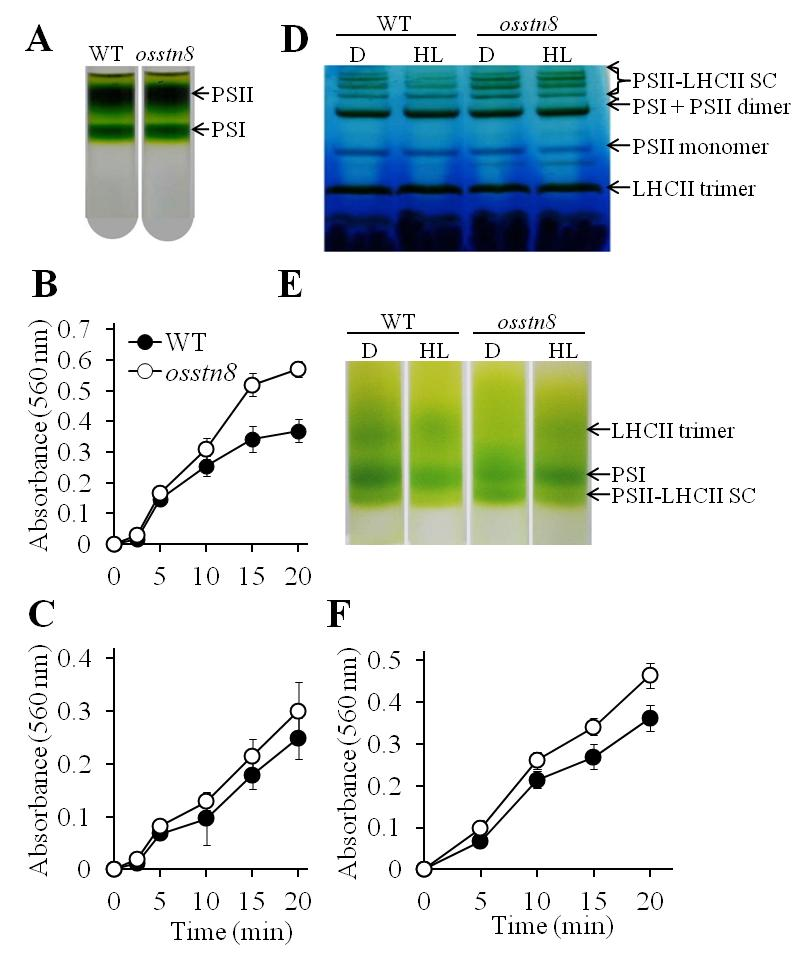 A
WT osstn8
PSII
PSI
D
WT osstn8
D HL D HL
PSII-LHCII SC
PSI + PSII dimer
PSII monomer
LHCII trimer
B
Absorbance (560 nm)
0.7
0.6
0.5
0.4
0.3
0.2
0.1
0
WT
osstn8
0 5 10 15 20
E
WT osstn8
D HL D HL
LHCII trimer
PSI
PSII-LHCII SC
C
Absorbance (560 nm)
0.4
0.3
0.2
0.1
0
0 5 10 15 20
Time (min)
F
Absorbance (560 nm)
0.5
0.4
0.3
0.2
0.1
0
0 5 10 15 20
Time (min)